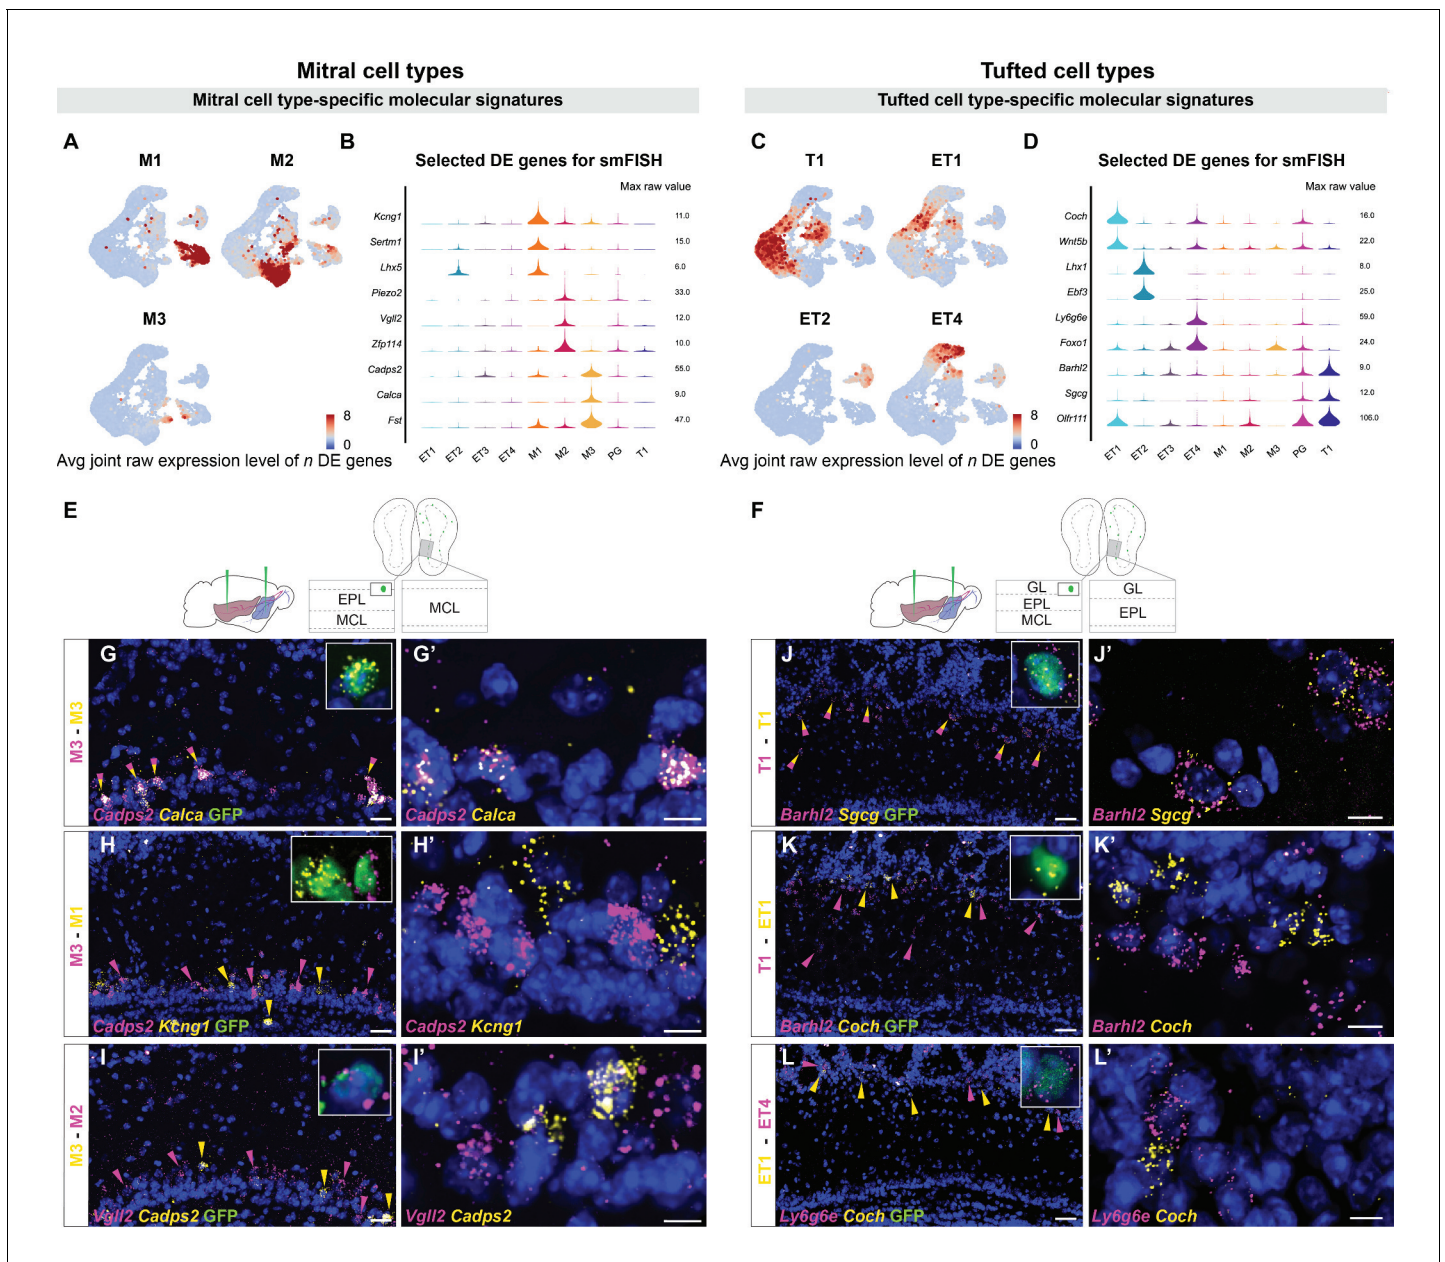 Mitral cell types
Mitral cell type-specific molecular signatures
A
M1
M2
M3
8
0
Avg joint raw expression level of n DE genes
B
Selected DE genes for smFISH
Max raw value
Kcng1 11.0
Sertm1 15.0
Lhx5 6.0
Piezo2 33.0
Vgll2 12.0
Zfp114 10.0
Cadps2 55.0
Calca 9.0
Fst 47.0
ET1 ET2 ET3 ET4 M1 M2 M3 PG T1
Tufted cell types
Tufted cell type-specific molecular signatures
C
T1
ET1
ET2
ET4
8
0
Avg joint raw expression level of n DE genes
D
Selected DE genes for smFISH
Max raw value
Coch 16.0
Wnt5b 22.0
Lhx1 8.0
Ebf3 25.0
Ly6g6e 59.0
Foxo1 24.0
Barhl2 9.0
Sgcg 12.0
Olfr111 106.0
ET1 ET2 ET3 ET4 M1 M2 M3 PG T1
E
EPL
MCL
MCL
F
GL
EPL
MCL
GL
EPL
M3 - M3
G
Cadps2 Calca GFP
G’
Cadps2 Calca
M3 - M1
H
Cadps2 Kcng1 GFP
H’
Cadps2 Kcng1
M3 - M2
I
Vgll2 Cadps2 GFP
I’
Vgll2 Cadps2
T1 - T1
J
Barhl2 Sgcg GFP
J’
Barhl2 Sgcg
T1 - ET1
K
Barhl2 Coch GFP
K’
Barhl2 Coch
ET1 - ET4
L
Ly6g6e Coch GFP
L’
Ly6g6e Coch